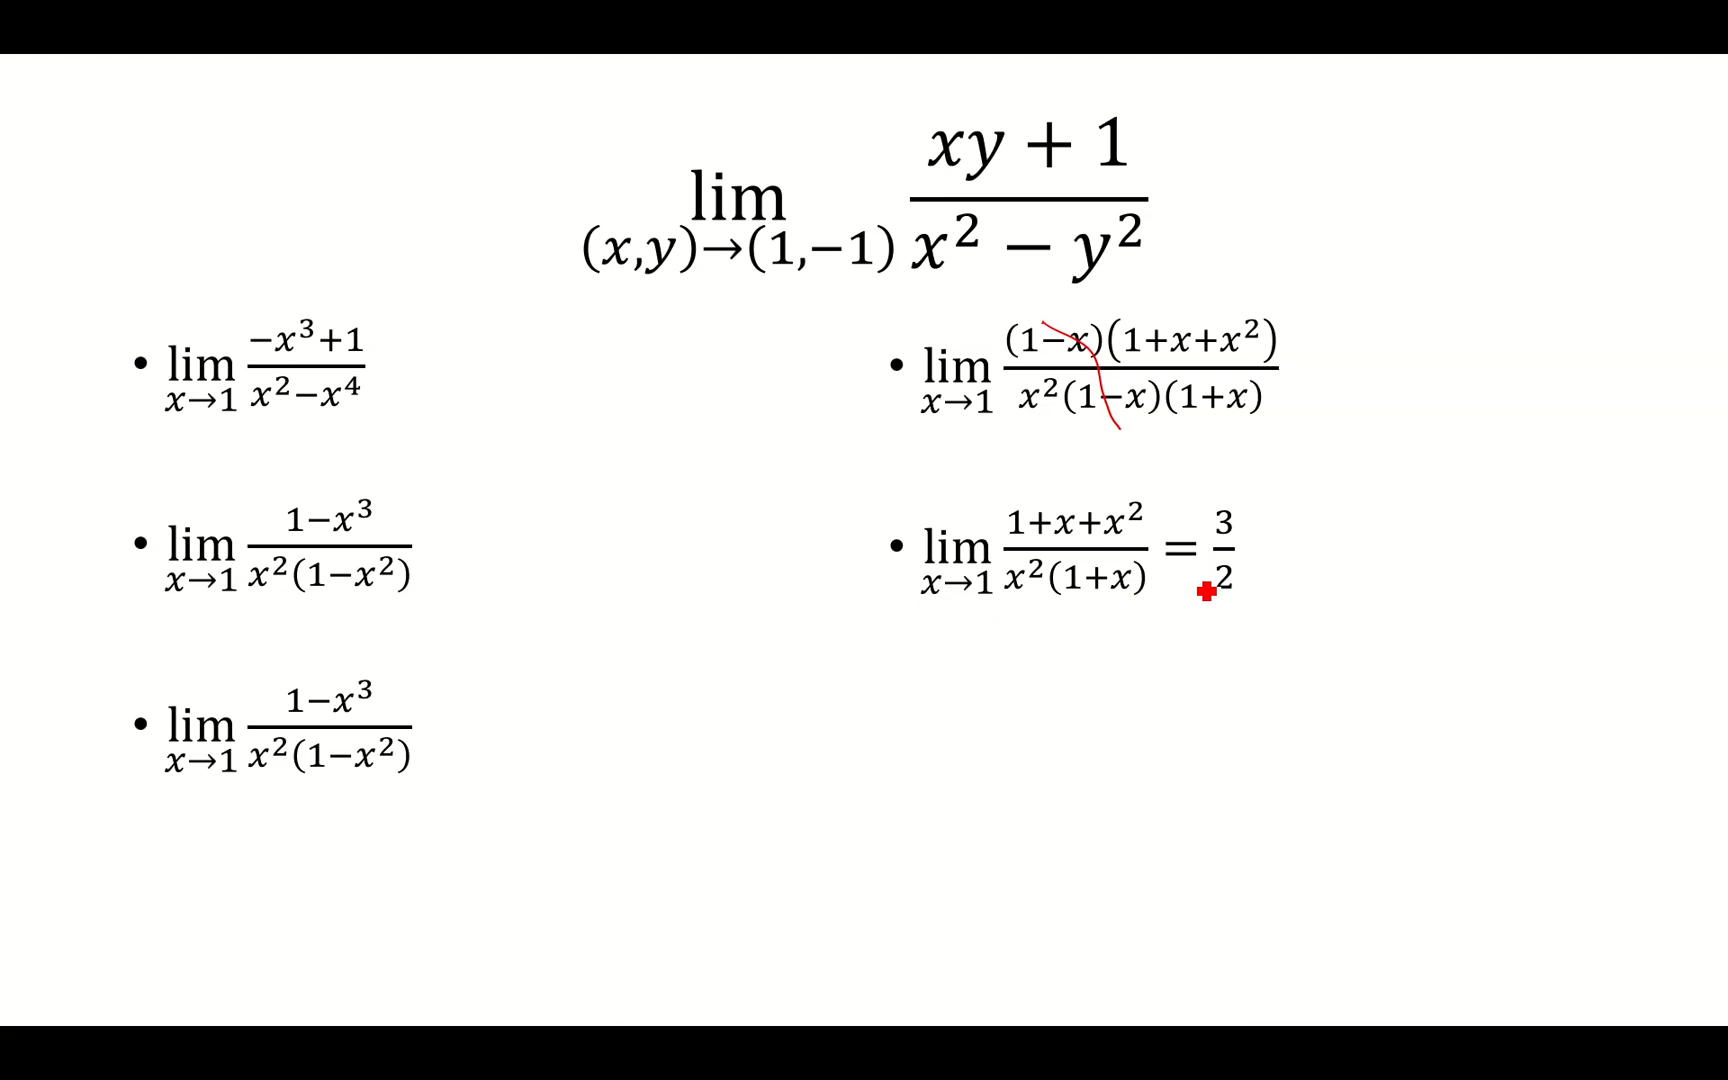 lim (x,y)→(1,−1) (xy + 1)/(x² − y²)
• lim x→1 (−x³+1)/(x²−x⁴)
• lim x→1 (1−x³)/(x²(1−x²))
• lim x→1 (1−x³)/(x²(1−x²))
• lim x→1 ((1−x)(1+x+x²))/(x²(1−x)(1+x))
• lim x→1 (1+x+x²)/(x²(1+x)) = 3/2